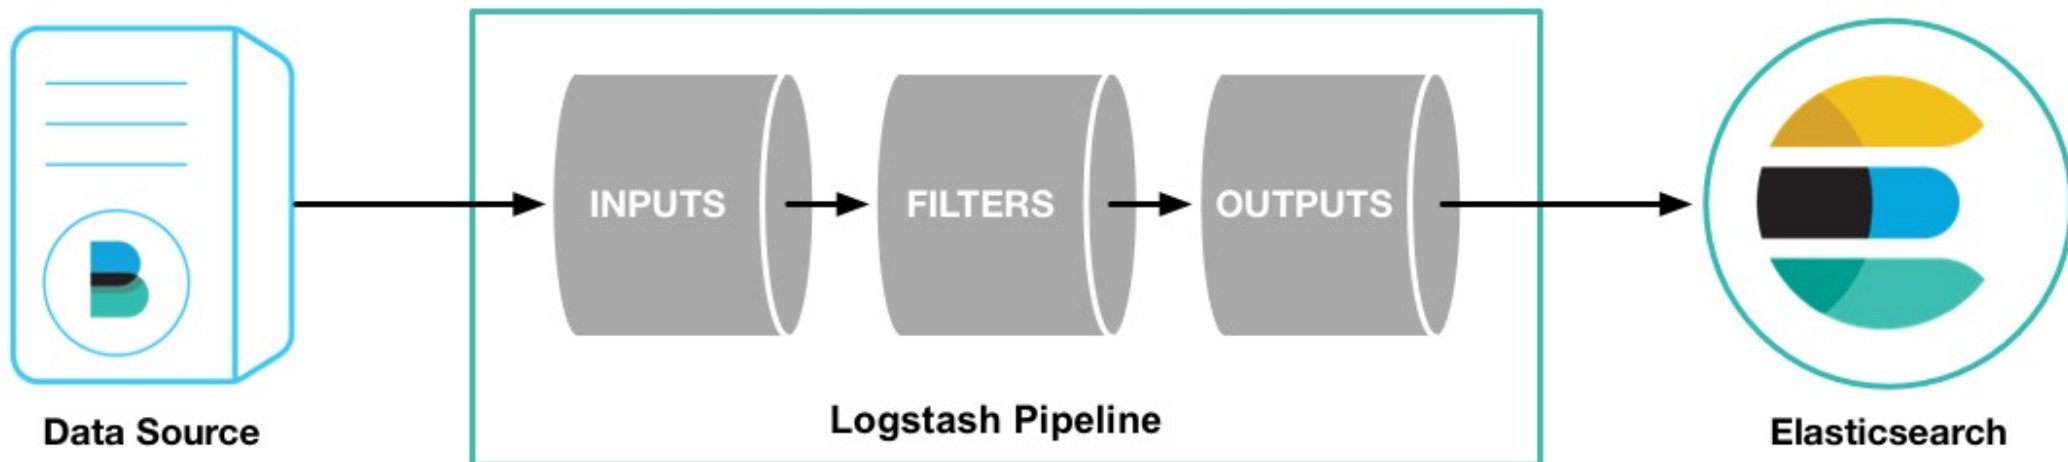 INPUTS
FILTERS
OUTPUTS
Data Source
Logstash Pipeline
Elasticsearch